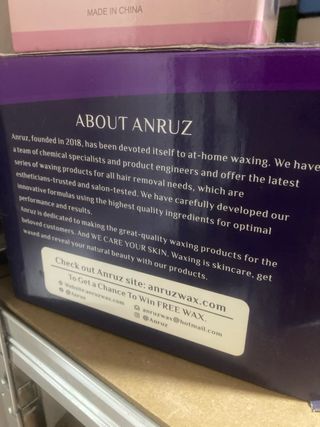 MADE IN CHINA
ABOUT ANRUZ
Anruz, founded in 2018, has been devoted itself to at-home waxing. We have
a team of chemical specialists and product engineers and offer the latest
series of waxing products for all hair removal needs, which are
estheticians-trusted and salon-tested. We have carefully developed our
innovative formulas using the highest quality ingredients for optimal
performance and results.
Anruz is dedicated to making the great-quality waxing products for the
beloved customers. And WE CARE YOUR SKIN. Waxing is skincare, get
waxed and reveal your natural beauty with our products.
Check out Anruz site: anruzwax.com
To Get a Chance To Win FREE WAX.
anruzwax@hotmail.com
@Anruz
@Anruz